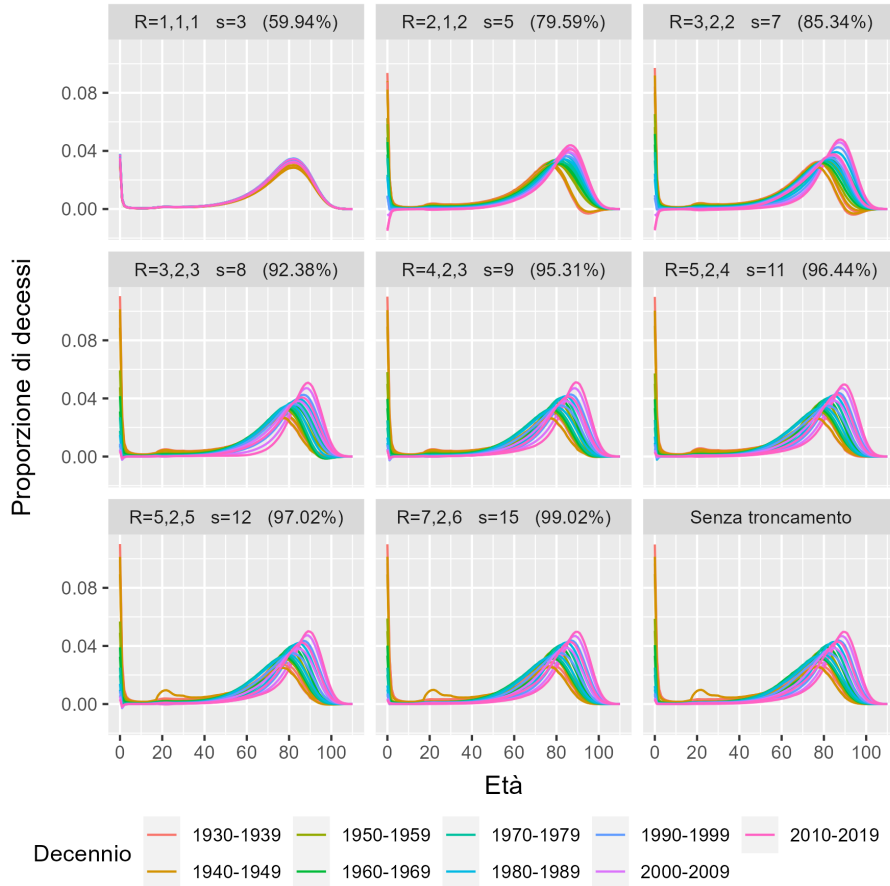 R=1,1,1 s=3 (59.94%)
R=2,1,2 s=5 (79.59%)
R=3,2,2 s=7 (85.34%)
0.08
0.04
0.00
R=3,2,3 s=8 (92.38%)
R=4,2,3 s=9 (95.31%)
R=5,2,4 s=11 (96.44%)
0.08
0.04
0.00
R=5,2,5 s=12 (97.02%)
R=7,2,6 s=15 (99.02%)
Senza troncamento
0.08
0.04
0.00
0 20 40 60 80 100
0 20 40 60 80 100
0 20 40 60 80 100
Proporzione di decessi
Età
Decennio
1930-1939
1950-1959
1970-1979
1990-1999
2010-2019
1940-1949
1960-1969
1980-1989
2000-2009